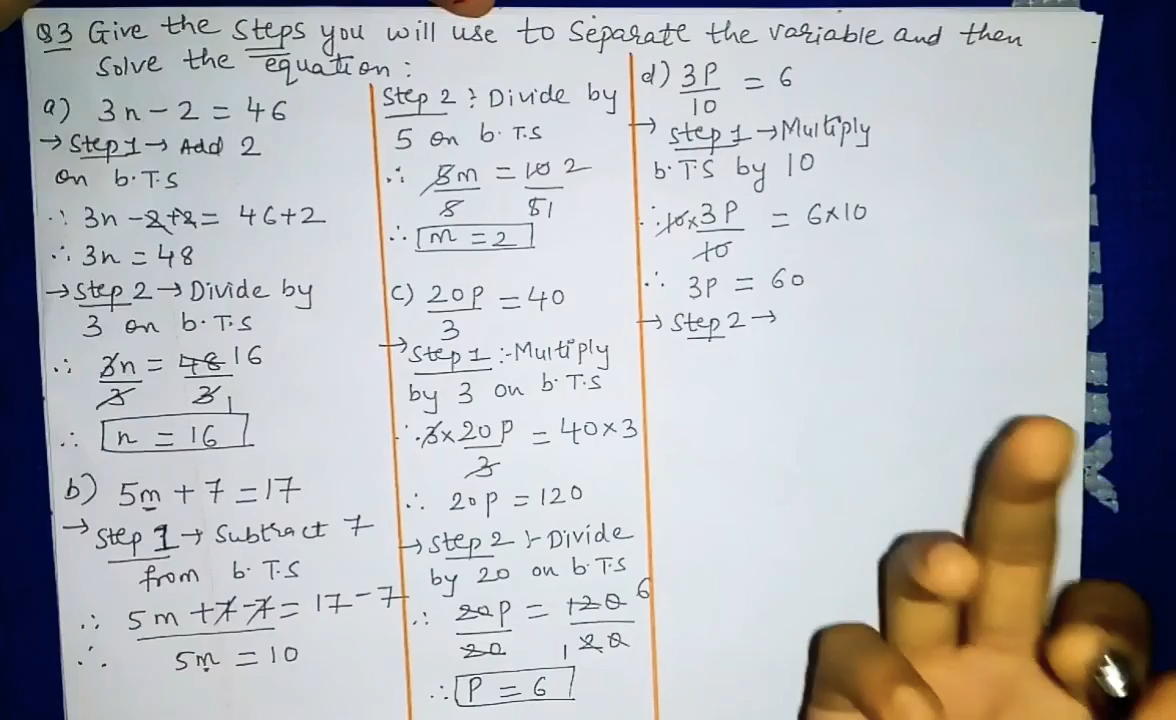 Q3 Give the steps you will use to separate the variable and then
solve the equation :
a) 3n - 2 = 46
→ Step 1 → Add 2
on b.T.S
∴ 3n - 2 + 2 = 46+2
∴ 3n = 48
→ Step 2 → Divide by
3 on b.T.S
∴ 3n/3 = 48/3 16 1
∴ n = 16
b) 5m + 7 = 17
→ Step 1 → Subtract 7
from b.T.S
∴ 5m + 7 - 7 = 17 - 7
∴ 5m = 10
Step 2 : Divide by
5 on b.T.S
∴ 5m/5 = 10/5 2 1
∴ m = 2
c) 20p/3 = 40
→ Step 1 :- Multiply
by 3 on b.T.S
∴ 3 × 20p/3 = 40 × 3
∴ 20p = 120
→ Step 2 :- Divide
by 20 on b.T.S
∴ 20p/20 = 120/20 6 1
∴ P = 6
d) 3P/10 = 6
→ Step 1 → Multiply
b.T.S by 10
∴ 10 × 3P/10 = 6×10
∴ 3P = 60
→ Step 2 →